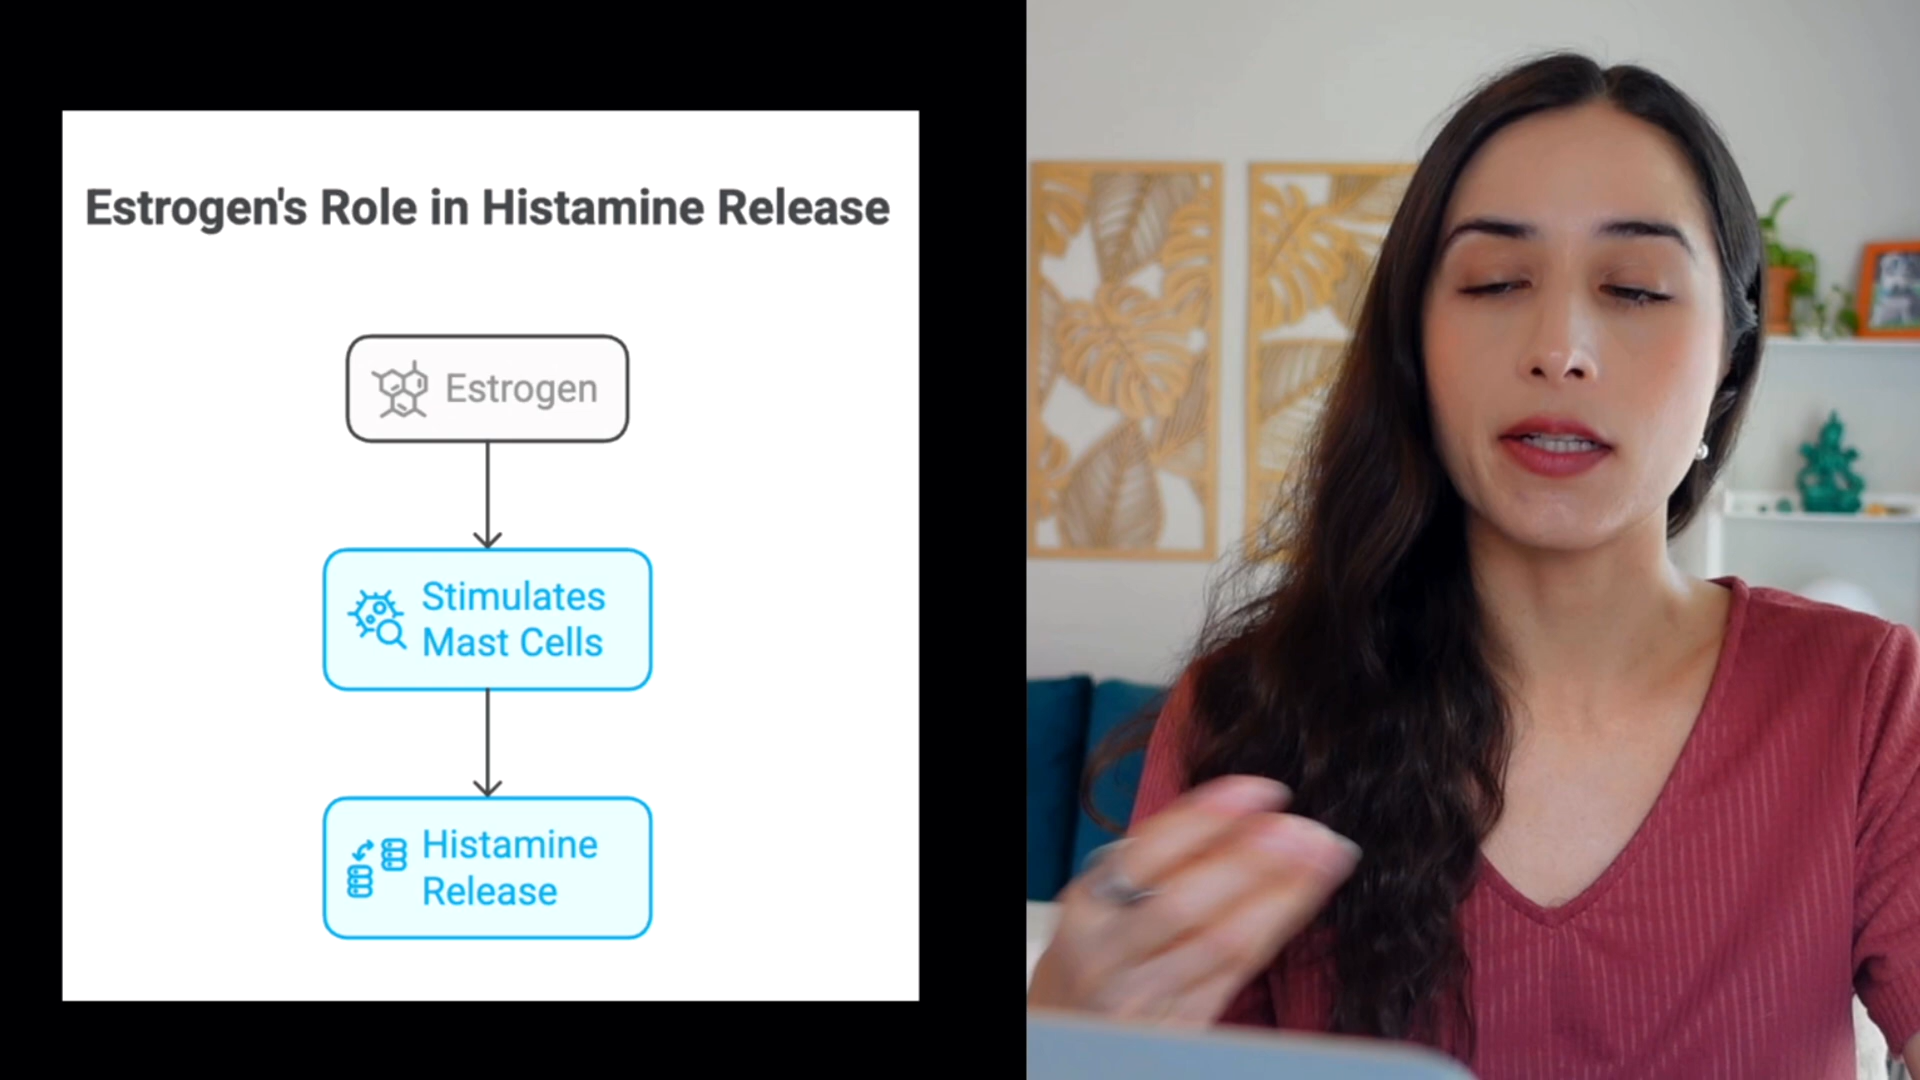 Estrogen's Role in Histamine Release
Estrogen
Stimulates
Mast Cells
Histamine
Release